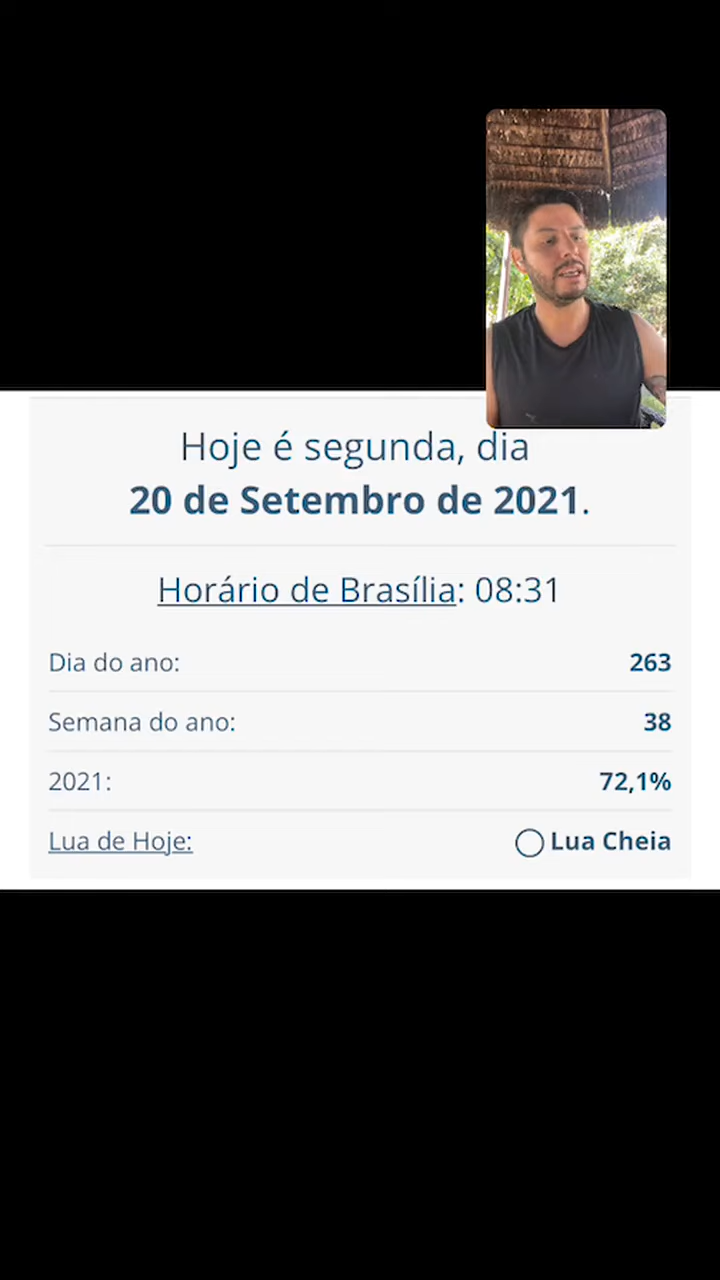 Hoje é segunda, dia
20 de Setembro de 2021.
Horário de Brasília: 08:31
Dia do ano: 263
Semana do ano: 38
2021: 72,1%
Lua de Hoje: Lua Cheia